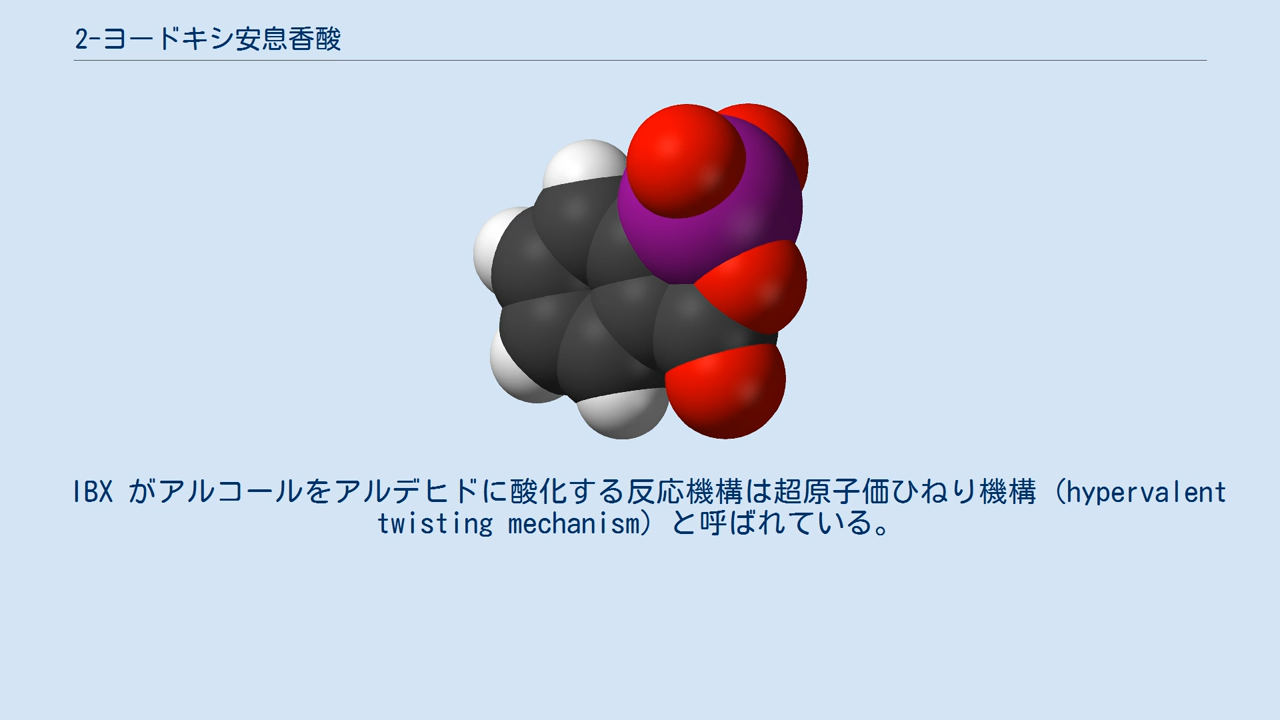 2-ヨードキシ安息香酸
IBX がアルコールをアルデヒドに酸化する反応機構は超原子価ひねり機構 (hypervalent
twisting mechanism) と呼ばれている。